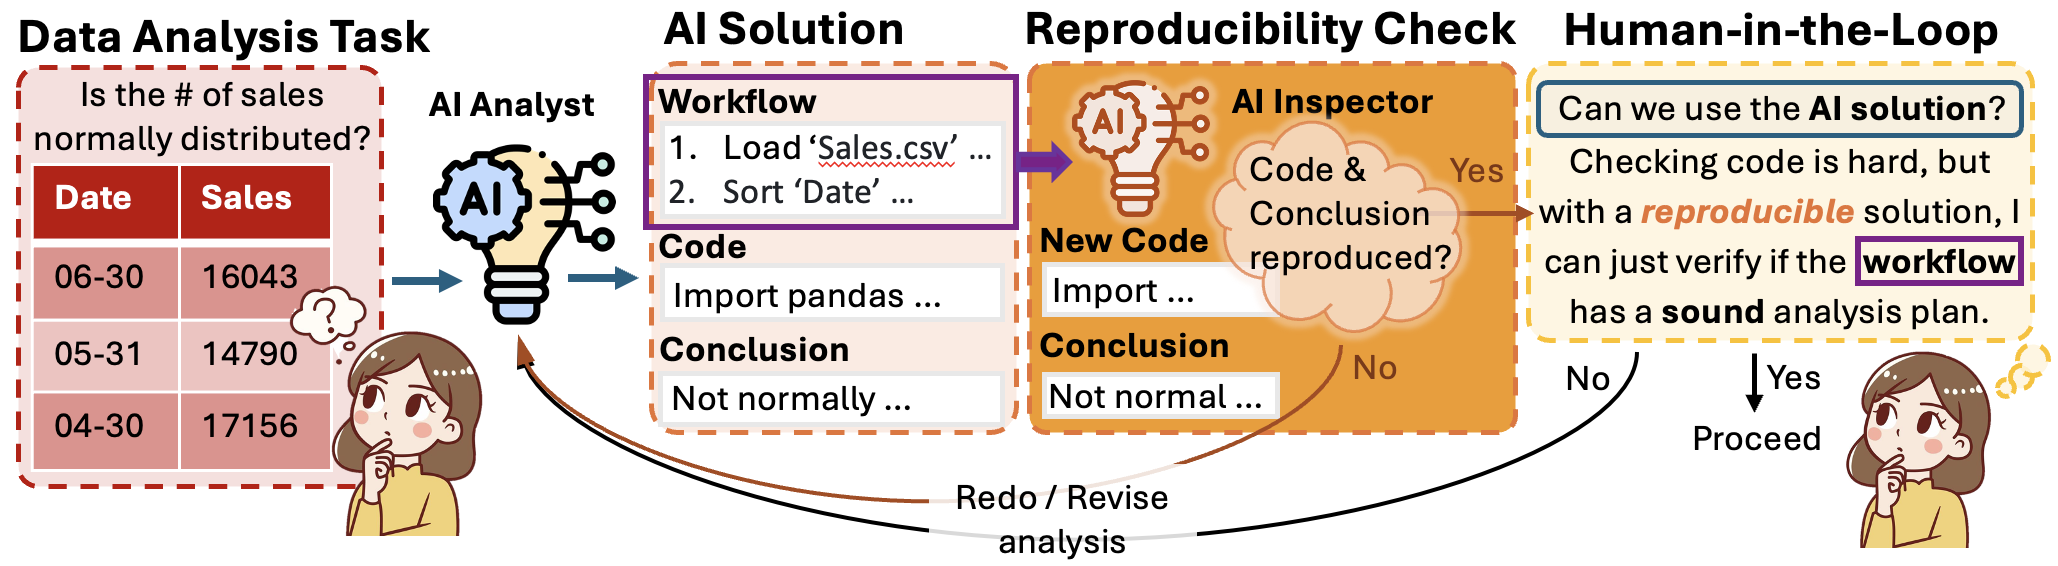 Data Analysis Task
Is the # of sales
normally distributed?
Date Sales
06-30 16043
05-31 14790
04-30 17156
?
AI Analyst
AI
AI Solution
Workflow
1. Load ‘Sales.csv’ ...
2. Sort ‘Date’ ...
Code
Import pandas ...
Conclusion
Not normally ...
Reproducibility Check
AI
AI Inspector
Code &
Conclusion
reproduced?
Yes
No
New Code
Import ...
Conclusion
Not normal ...
Human-in-the-Loop
Can we use the AI solution?
Checking code is hard, but
with a reproducible solution, I
can just verify if the workflow
has a sound analysis plan.
No
Yes
Proceed
Redo / Revise
analysis